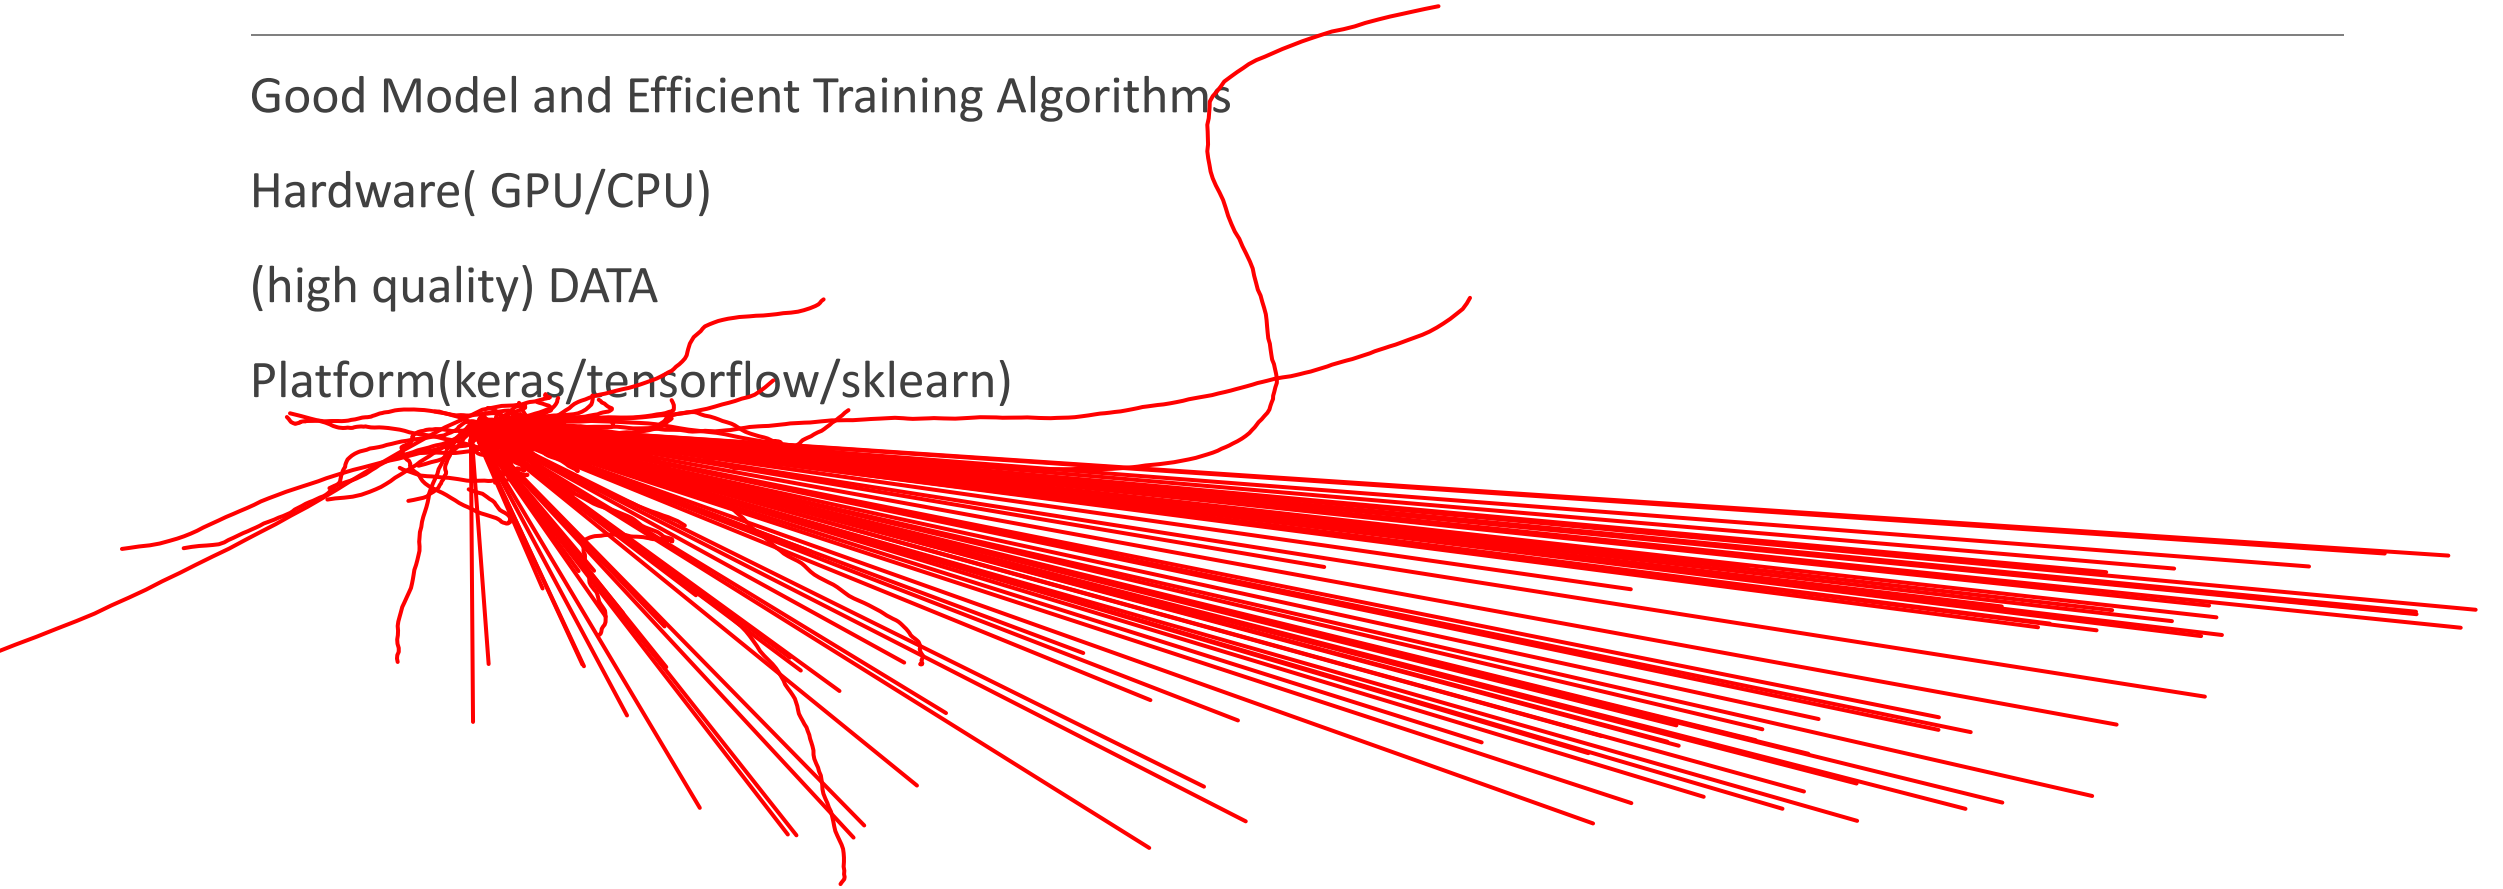 Good Model and Efficient Training Algorithms
Hardware( GPU/CPU)
(high quality) DATA
Platform(keras/tensorflow/sklearn)